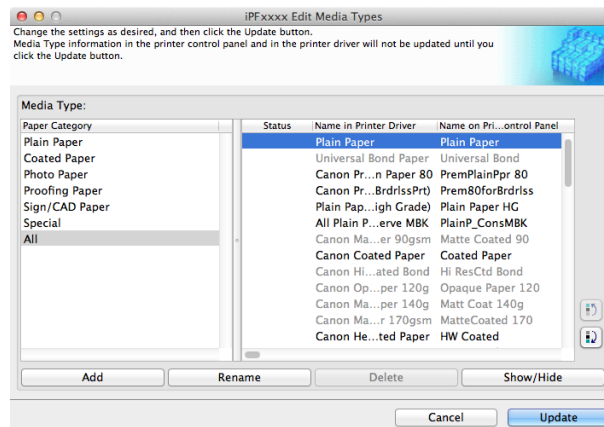 iPFxxxx Edit Media Types
Change the settings as desired, and then click the Update button.
Media Type information in the printer control panel and in the printer driver will not be updated until you
click the Update button.
Media Type:
Paper Category Status Name in Printer Driver Name on Pri...ontrol Panel
Plain Paper Plain Paper Plain Paper
Coated Paper Universal Bond Paper Universal Bond
Photo Paper Canon Pr...n Paper 80 PremPlainPpr 80
Proofing Paper Canon Pr...BrdrlssPrt) Prem80forBrdrlss
Sign/CAD Paper Plain Pap...igh Grade) Plain Paper HG
Special All Plain P...erve MBK PlainP_ConsMBK
All Canon Ma...er 90gsm Matte Coated 90
Canon Coated Paper Coated Paper
Canon Hi...ated Bond Hi ResCtd Bond
Canon Op...per 120g Opaque Paper 120
Canon Ma...per 140g Matt Coat 140g
Canon Ma...r 170gsm MatteCoated 170
Canon He...ted Paper HW Coated
Add Rename Delete Show/Hide
Cancel Update